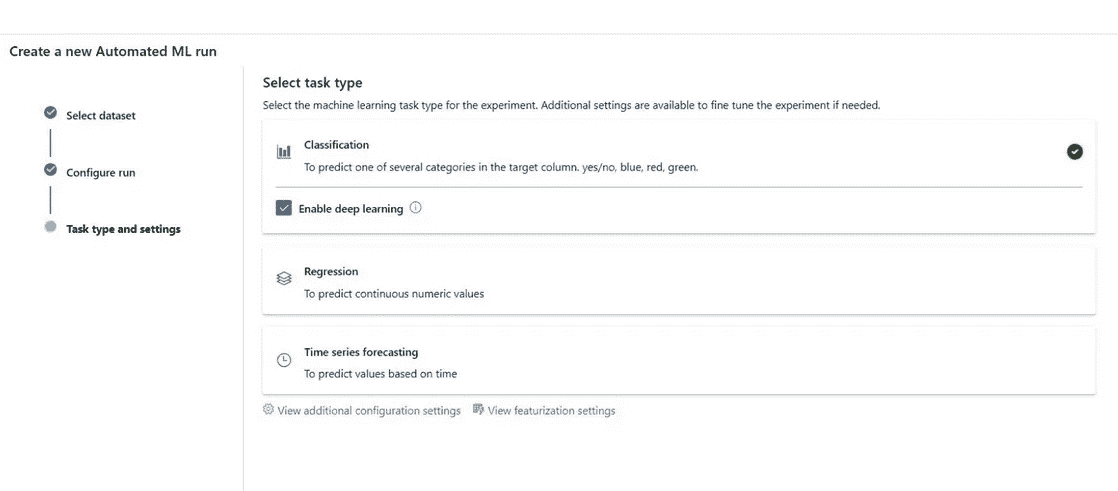 Create a new Automated ML run
Select dataset
Configure run
Task type and settings
Select task type
Select the machine learning task type for the experiment. Additional settings are available to fine tune the experiment if needed.
Classification
To predict one of several categories in the target column. yes/no, blue, red, green.
Enable deep learning
Regression
To predict continuous numeric values
Time series forecasting
To predict values based on time
View additional configuration settings View featurization settings